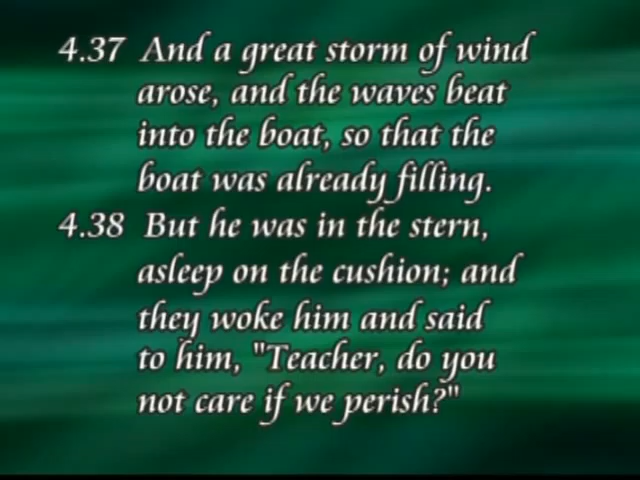 4.37 And a great storm of wind
arose, and the waves beat
into the boat, so that the
boat was already filling.
4.38 But he was in the stern,
asleep on the cushion; and
they woke him and said
to him, "Teacher, do you
not care if we perish?"